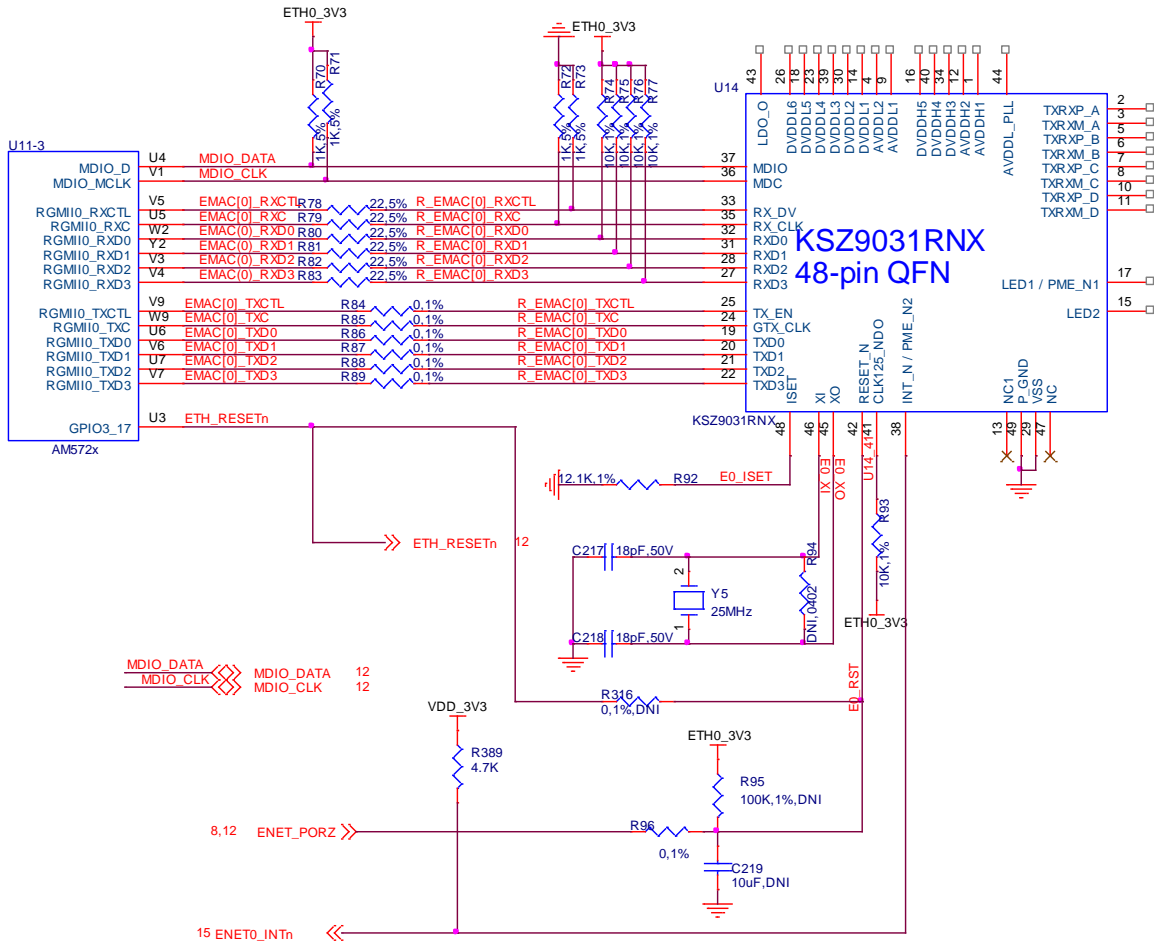 ETH0_3V3
ETH0_3V3
R70
R71
1K,5%
1K,5%
R72
R73
1K,5%
1K,5%
R74
R75
R76
R77
10K,1%
10K,1%
10K,1%
10K,1%
U14
43
26
18
23
39
30
14
4
9
16
40
34
12
1
44
LDO_O
DVDDL6
DVDDL5
DVDDL4
DVDDL3
DVDDL2
DVDDL1
AVDDL2
AVDDL1
DVDDH5
DVDDH4
DVDDH3
AVDDH2
AVDDH1
AVDDL_PLL
TXRXP_A 2
TXRXM_A 3
TXRXP_B 5
TXRXM_B 6
TXRXP_C 7
TXRXM_C 8
TXRXP_D 10
TXRXM_D 11
U11-3
MDIO_D U4 MDIO_DATA 37 MDIO
MDIO_MCLK V1 MDIO_CLK 36 MDC
RGMII0_RXCTL V5 EMAC[0]_RXCTL R78 22,5% R_EMAC[0]_RXCTL 33 RX_DV
RGMII0_RXC U5 EMAC[0]_RXC R79 22,5% R_EMAC[0]_RXC 35 RX_CLK
RGMII0_RXD0 W2 EMAC(0)_RXD0 R80 22,5% R_EMAC[0]_RXD0 32 RXD0
RGMII0_RXD1 Y2 EMAC(0)_RXD1 R81 22,5% R_EMAC[0]_RXD1 31 RXD1
RGMII0_RXD2 V3 EMAC(0)_RXD2 R82 22,5% R_EMAC[0]_RXD2 28 RXD2
RGMII0_RXD3 V4 EMAC(0)_RXD3 R83 22,5% R_EMAC[0]_RXD3 27 RXD3
KSZ9031RNX
48-pin QFN
LED1 / PME_N1 17
LED2 15
RGMII0_TXCTL V9 EMAC[0]_TXCTL R84 0,1% R_EMAC[0]_TXCTL 25 TX_EN
RGMII0_TXC W9 EMAC[0]_TXC R85 0,1% R_EMAC[0]_TXC 24 GTX_CLK
RGMII0_TXD0 U6 EMAC[0]_TXD0 R86 0,1% R_EMAC[0]_TXD0 19 TXD0
RGMII0_TXD1 V6 EMAC[0]_TXD1 R87 0,1% R_EMAC[0]_TXD1 20 TXD1
RGMII0_TXD2 U7 EMAC[0]_TXD2 R88 0,1% R_EMAC[0]_TXD2 21 TXD2
RGMII0_TXD3 V7 EMAC[0]_TXD3 R89 0,1% R_EMAC[0]_TXD3 22 TXD3
GPIO3_17 U3 ETH_RESETn
AM572x
KSZ9031RNX
ISET
XI
XO
RESET_N
CLK125_NDO
INT_N / PME_N2
NC1
P_GND
VSS
NC
48
46
45
42
41
38
13
49
29
47
E0_XI
E0_XO
U14_41
12.1K,1% R92 E0_ISET
R93
10K,1%
ETH0_3V3
ETH_RESETn 12
C217 18pF,50V
2
Y5
25MHz
1
C218 18pF,50V
R94
DNI,0402
MDIO_DATA MDIO_DATA 12
MDIO_CLK MDIO_CLK 12
E0_RST
R316
0,1%,DNI
VDD_3V3
R389
4.7K
ETH0_3V3
R95
100K,1%,DNI
8,12 ENET_PORZ
R96
0,1%
C219
10uF,DNI
15 ENET0_INTn